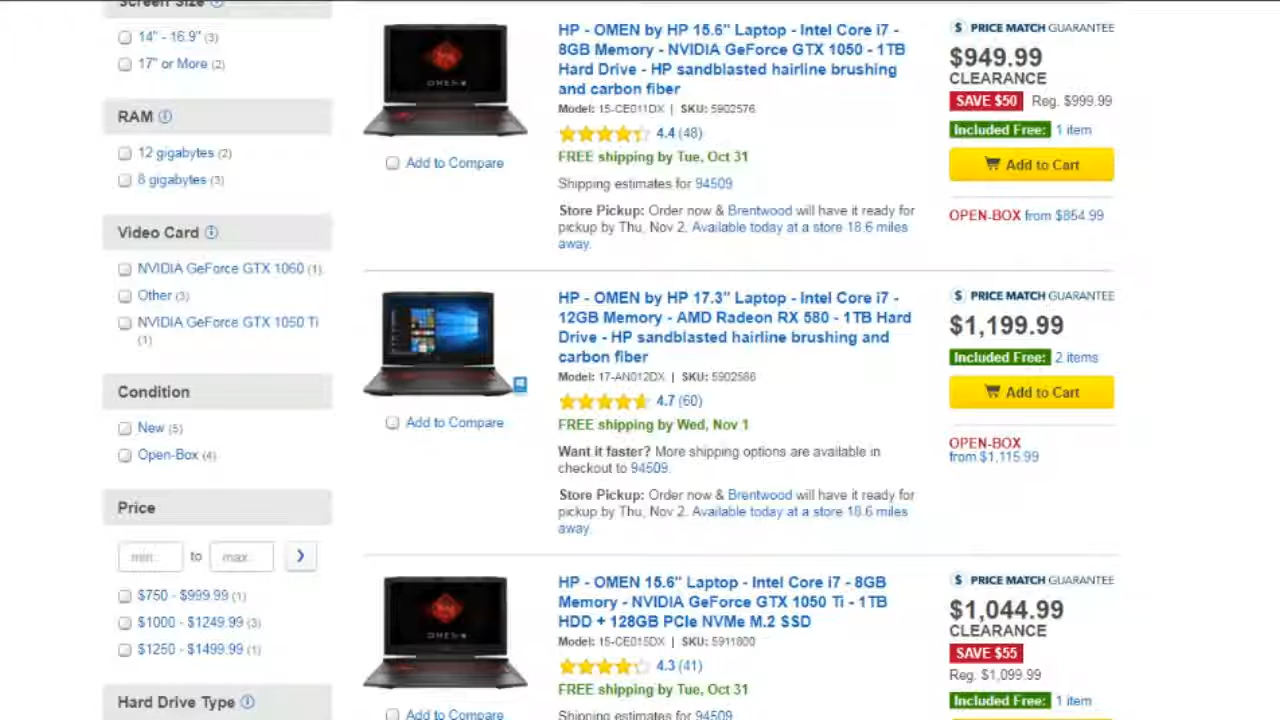 Screen Size
14" - 16.9" (3)
17" or More (2)
RAM
12 gigabytes (2)
8 gigabytes (3)
Video Card
NVIDIA GeForce GTX 1060 (1)
Other (3)
NVIDIA GeForce GTX 1050 Ti
(1)
Condition
New (5)
Open-Box (4)
Price
min.
to
max.
$750 - $999.99 (1)
$1000 - $1249.99 (3)
$1250 - $1499.99 (1)
Hard Drive Type
OMEN
Add to Compare
HP - OMEN by HP 15.6" Laptop - Intel Core i7 -
8GB Memory - NVIDIA GeForce GTX 1050 - 1TB
Hard Drive - HP sandblasted hairline brushing
and carbon fiber
Model: 15-CE011DX | SKU: 5902576
4.4 (48)
FREE shipping by Tue, Oct 31
Shipping estimates for 94509
Store Pickup: Order now & Brentwood will have it ready for
pickup by Thu, Nov 2. Available today at a store 18.6 miles
away.
$ PRICE MATCH GUARANTEE
$949.99
CLEARANCE
SAVE $50 Reg. $999.99
Included Free: 1 item
Add to Cart
OPEN-BOX from $854.99
Add to Compare
HP - OMEN by HP 17.3" Laptop - Intel Core i7 -
12GB Memory - AMD Radeon RX 580 - 1TB Hard
Drive - HP sandblasted hairline brushing and
carbon fiber
Model: 17-AN012DX | SKU: 5902586
4.7 (60)
FREE shipping by Wed, Nov 1
Want it faster? More shipping options are available in
checkout to 94509.
Store Pickup: Order now & Brentwood will have it ready for
pickup by Thu, Nov 2. Available today at a store 18.6 miles
away.
$ PRICE MATCH GUARANTEE
$1,199.99
Included Free: 2 items
Add to Cart
OPEN-BOX
from $1,115.99
OMEN
Add to Compare
HP - OMEN 15.6" Laptop - Intel Core i7 - 8GB
Memory - NVIDIA GeForce GTX 1050 Ti - 1TB
HDD + 128GB PCIe NVMe M.2 SSD
Model: 15-CE015DX | SKU: 5911800
4.3 (41)
FREE shipping by Tue, Oct 31
Shipping estimates for 94509
$ PRICE MATCH GUARANTEE
$1,044.99
CLEARANCE
SAVE $55
Reg. $1,099.99
Included Free: 1 item